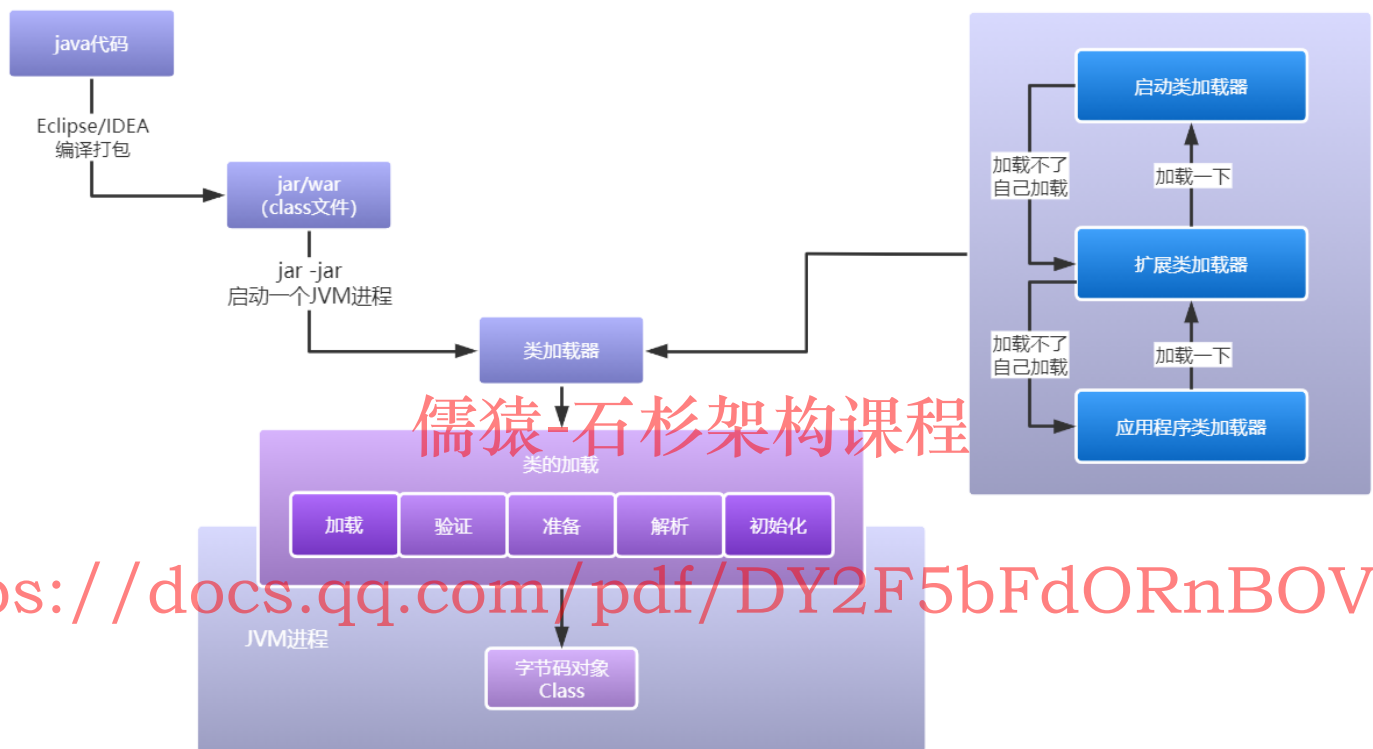 java代码
Eclipse/IDEA
编译打包
jar/war
(class文件)
jar -jar
启动一个JVM进程
类加载器
类的加载
加载
验证
准备
解析
初始化
JVM进程
字节码对象
Class
启动类加载器
加载不了
自己加载
加载一下
扩展类加载器
加载不了
自己加载
加载一下
应用程序类加载器
儒猿-石杉架构课程
ps://docs.qq.com/pdf/DY2F5bFdORnBOV